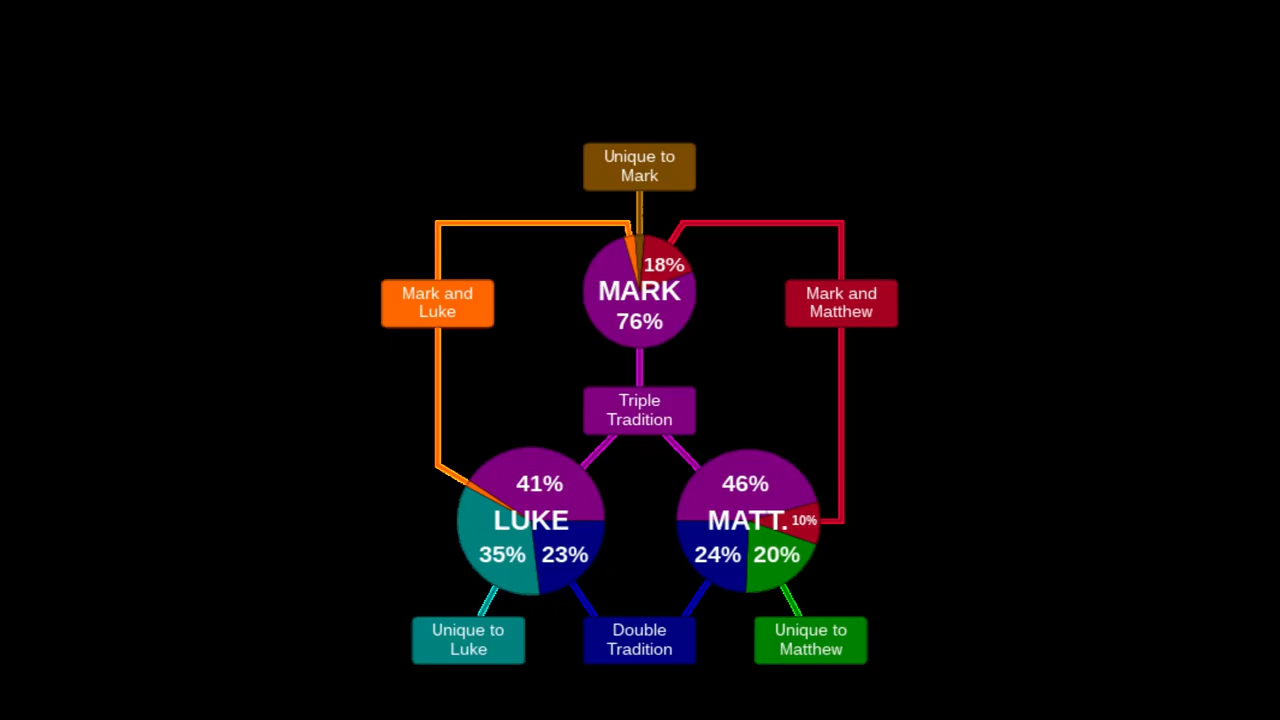 Unique to
Mark
18%
MARK
76%
Mark and
Luke
Mark and
Matthew
Triple
Tradition
41%
LUKE
35% 23%
46%
MATT. 10%
24% 20%
Unique to
Luke
Double
Tradition
Unique to
Matthew